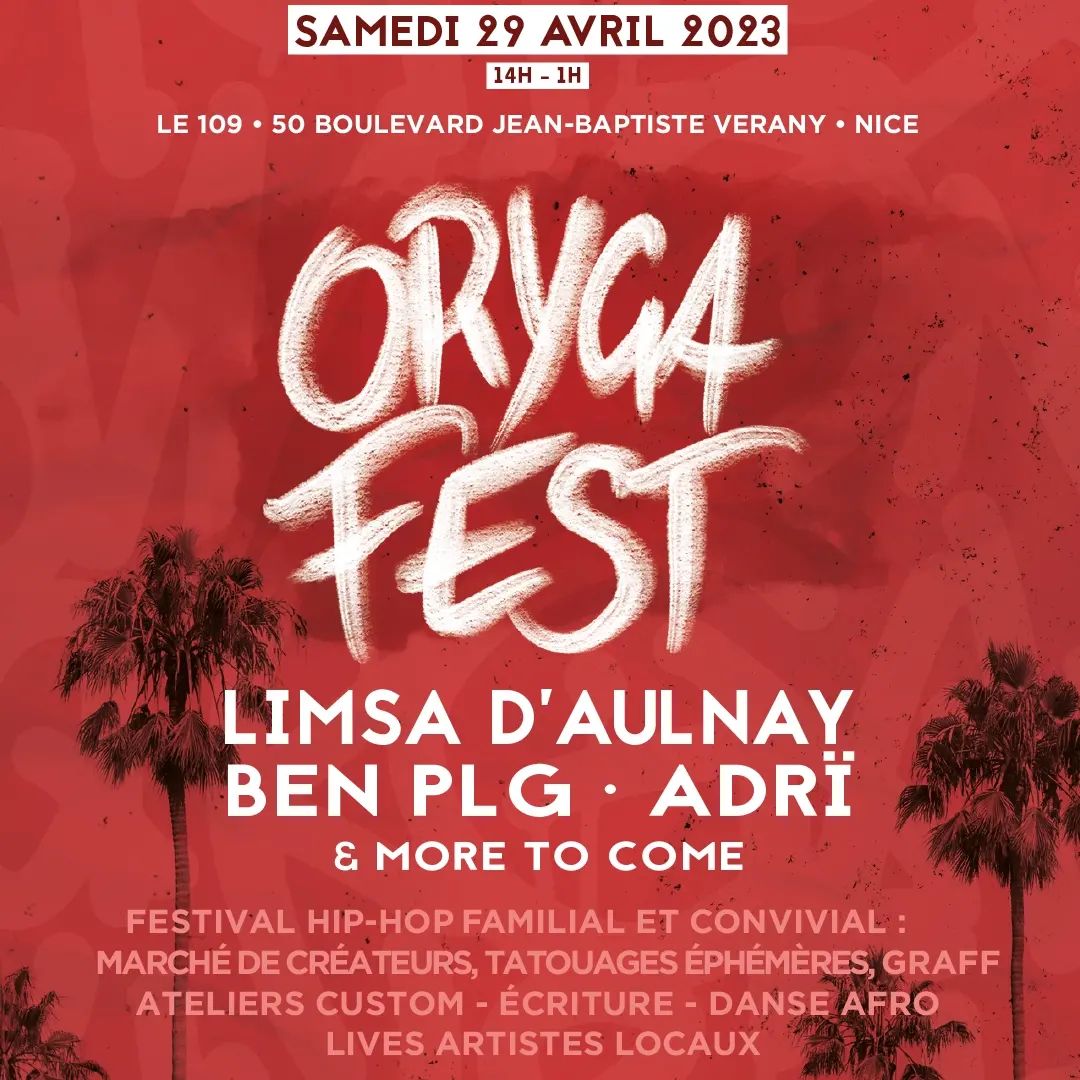 SAMEDI 29 AVRIL 2023
14H - 1H
LE 109 • 50 BOULEVARD JEAN-BAPTISTE VERANY • NICE
ORYGA
FEST
LIMSA D'AULNAY
BEN PLG · ADRÏ
& MORE TO COME
FESTIVAL HIP-HOP FAMILIAL ET CONVIVIAL :
MARCHÉ DE CRÉATEURS, TATOUAGES ÉPHÉMÈRES, GRAFF
ATELIERS CUSTOM - ÉCRITURE - DANSE AFRO
LIVES ARTISTES LOCAUX